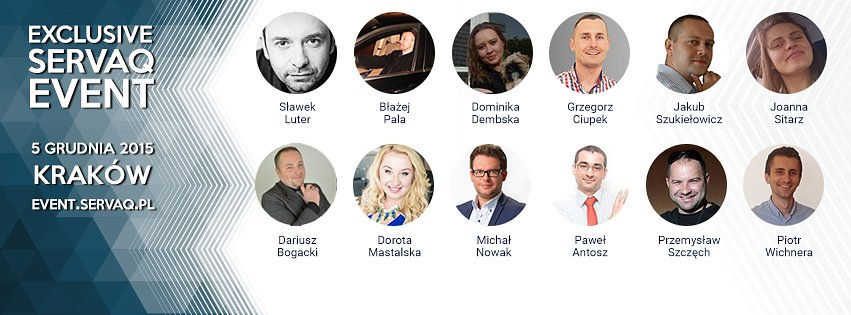 EXCLUSIVE
SERVAQ
EVENT
5 GRUDNIA 2015
KRAKÓW
EVENT.SERVAQ.PL
Sławek
Luter
Błażej
Pala
Dominika
Dembska
Grzegorz
Ciupek
Jakub
Szukiełowicz
Joanna
Sitarz
Dariusz
Bogacki
Dorota
Mastalska
Michał
Nowak
Paweł
Antosz
Przemysław
Szczęch
Piotr
Wichnera